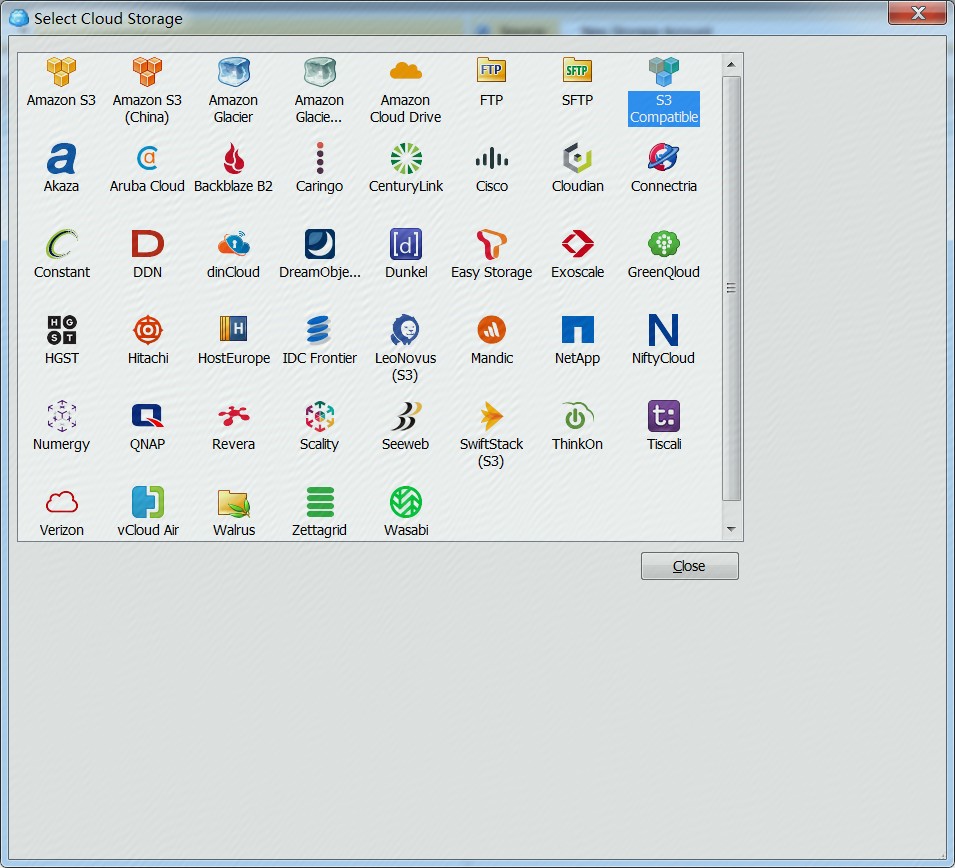 Select Cloud Storage
Amazon S3
Amazon S3
(China)
Amazon
Glacier
Amazon
Glacie...
Amazon
Cloud Drive
FTP
FTP
SFTP
SFTP
S3
Compatible
a
Akaza
a
Aruba Cloud
Backblaze B2
Caringo
CenturyLink
Cisco
Cloudian
Connectria
Constant
D
DDN
dinCloud
DreamObje...
[d]
Dunkel
Easy Storage
Exoscale
GreenQloud
HG
ST
HGST
Hitachi
H
HostEurope
IDC Frontier
LeoNovus
(S3)
Mandic
NetApp
N
NiftyCloud
Numergy
Q
QNAP
Revera
Scality
Seeweb
SwiftStack
(S3)
ThinkOn
t:
Tiscali
Verizon
vCloud Air
Walrus
Zettagrid
Wasabi
Close